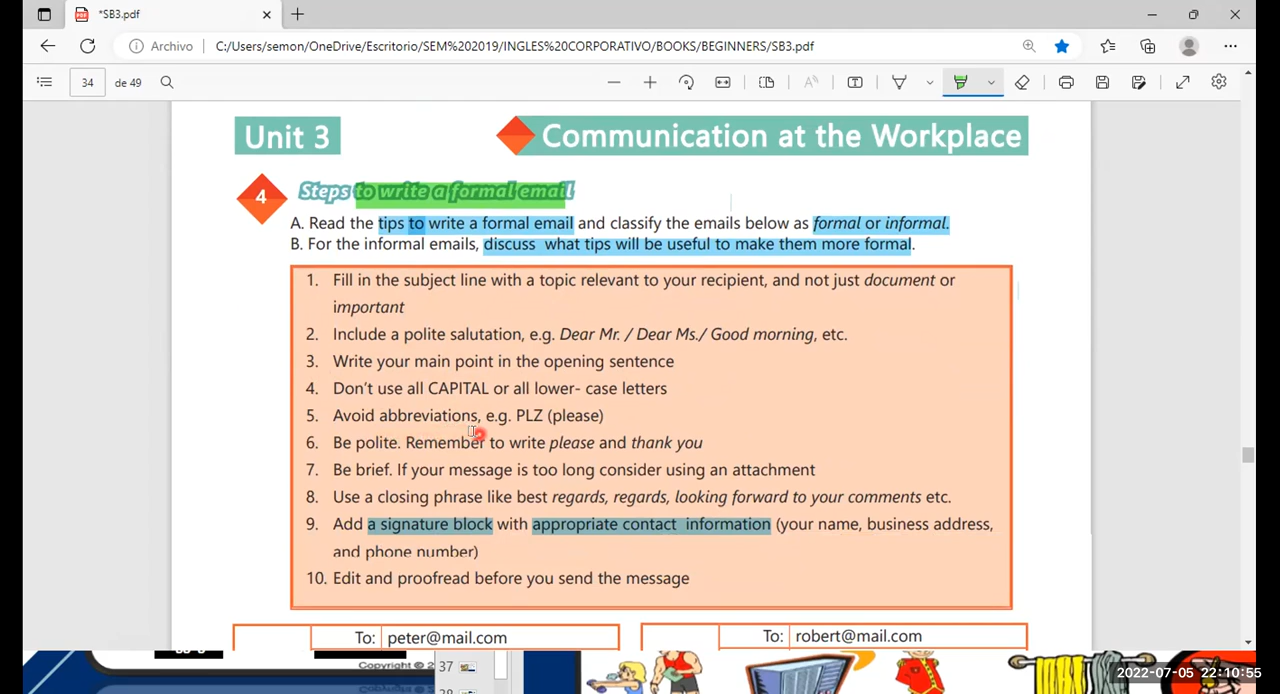 *SB3.pdf
Archivo
C:/Users/semon/OneDrive/Escritorio/SEM%202019/INGLES%20CORPORATIVO/BOOKS/BEGINNERS/SB3.pdf
34 de 49
Unit 3
Communication at the Workplace
4 Steps to write a formal email
A. Read the tips to write a formal email and classify the emails below as formal or informal.
B. For the informal emails, discuss what tips will be useful to make them more formal.
1. Fill in the subject line with a topic relevant to your recipient, and not just document or
important
2. Include a polite salutation, e.g. Dear Mr. / Dear Ms./ Good morning, etc.
3. Write your main point in the opening sentence
4. Don't use all CAPITAL or all lower- case letters
5. Avoid abbreviations, e.g. PLZ (please)
6. Be polite. Remember to write please and thank you
7. Be brief. If your message is too long consider using an attachment
8. Use a closing phrase like best regards, regards, looking forward to your comments etc.
9. Add a signature block with appropriate contact information (your name, business address,
and phone number)
10. Edit and proofread before you send the message
To: peter@mail.com
To: robert@mail.com
Copyright © 2
37
2022-07-05 22:10:55